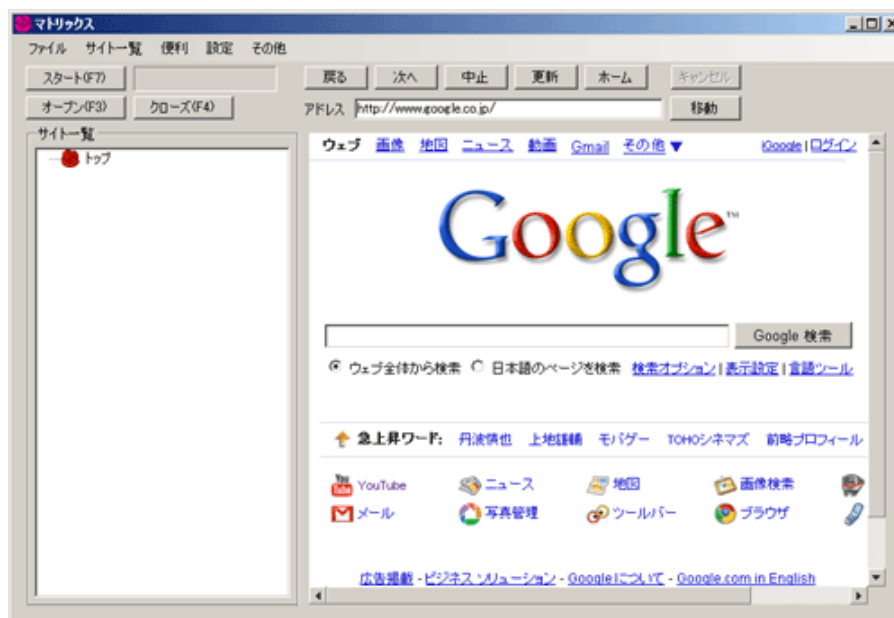 マトリックス
ファイル サイト一覧 便利 設定 その他
スタート(F7) 戻る 次へ 中止 更新 ホーム キャンセル
オープン(F3) クローズ(F4) アドレス http://www.google.co.jp/ 移動
サイト一覧
トップ
ウェブ 画像 地図 ニュース 動画 Gmail その他 ▼ iGoogle | ログイン
Google™
Google 検索
ウェブ全体から検索 日本語のページを検索 検索オプション | 表示設定 | 言語ツール
急上昇ワード: 丹波慎也 上地雄輔 モバゲー TOHOシネマズ 前略プロフィール
YouTube ニュース 地図 画像検索
メール 写真管理 ツールバー ブラウザ
広告掲載 - ビジネス ソリューション - Google について - Google.com in English